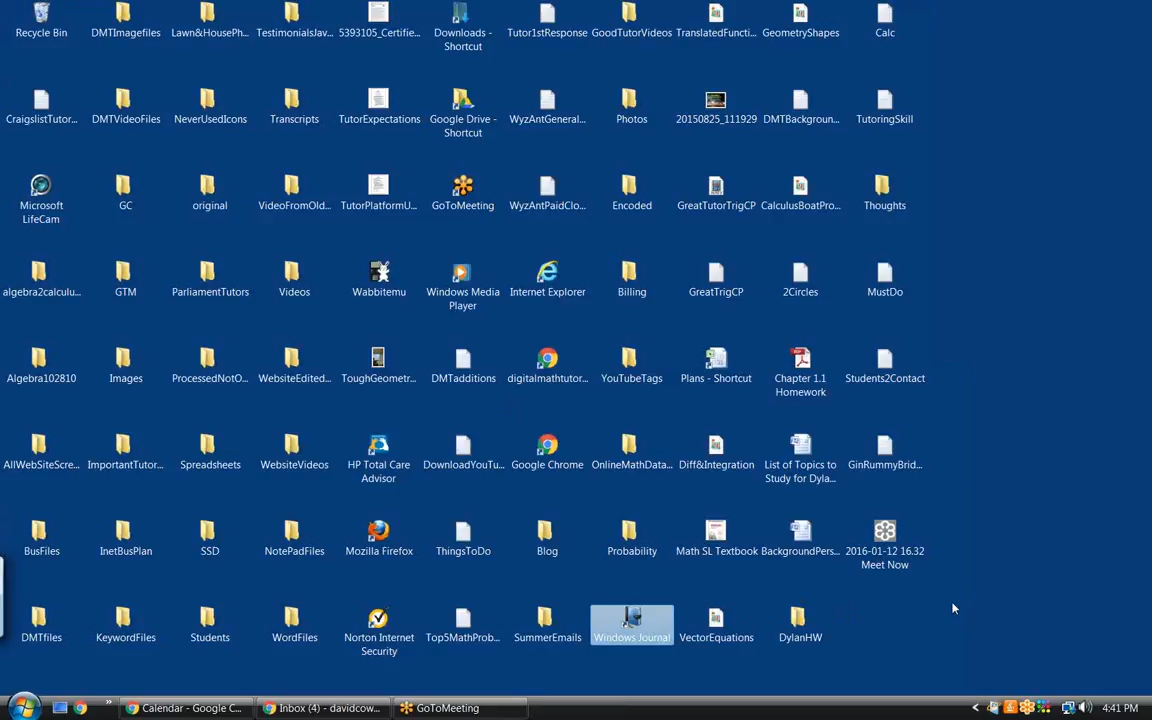 Recycle Bin
DMTImagefiles
Lawn&HousePh...
TestimonialsJav...
5393105_Certifie...
Downloads -
Shortcut
Tutor1stResponse
GoodTutorVideos
TranslatedFuncti...
GeometryShapes
Calc
CraigslistTutor...
DMTVideoFiles
NeverUsedIcons
Transcripts
TutorExpectations
Google Drive -
Shortcut
WyzAntGeneral...
Photos
20150825_111929
DMTBackgroun...
TutoringSkill
Microsoft
LifeCam
GC
original
VideoFromOld...
TutorPlatformU...
GoToMeeting
WyzAntPaidClo...
Encoded
GreatTutorTrigCP
CalculusBoatPro...
Thoughts
algebra2calculu...
GTM
ParliamentTutors
Videos
Wabbitemu
Windows Media
Player
Internet Explorer
Billing
GreatTrigCP
2Circles
MustDo
Algebra102810
Images
ProcessedNotO...
WebsiteEdited...
ToughGeometr...
DMTadditions
digitalmathtutor...
YouTubeTags
Plans - Shortcut
Chapter 1.1
Homework
Students2Contact
AllWebSiteScre...
ImportantTutor...
Spreadsheets
WebsiteVideos
HP Total Care
Advisor
DownloadYouTu...
Google Chrome
OnlineMathData...
Diff&Integration
List of Topics to
Study for Dyla...
GinRummyBrid...
BusFiles
InetBusPlan
SSD
NotePadFiles
Mozilla Firefox
ThingsToDo
Blog
Probability
Math SL Textbook
BackgroundPers...
2016-01-12 16.32
Meet Now
DMTfiles
KeywordFiles
Students
WordFiles
Norton Internet
Security
Top5MathProb...
SummerEmails
Windows Journal
VectorEquations
DylanHW
Calendar - Google C...
Inbox (4) - davidcow...
GoToMeeting
4:41 PM